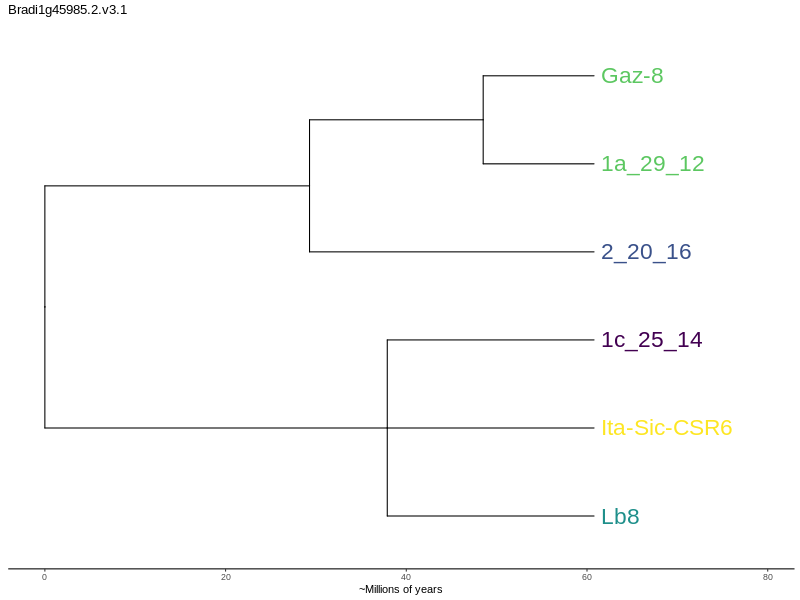 Bradi1g45985.2.v3.1
Gaz-8
1a_29_12
2_20_16
1c_25_14
Ita-Sic-CSR6
Lb8
0 20 40 60 80
~Millions of years